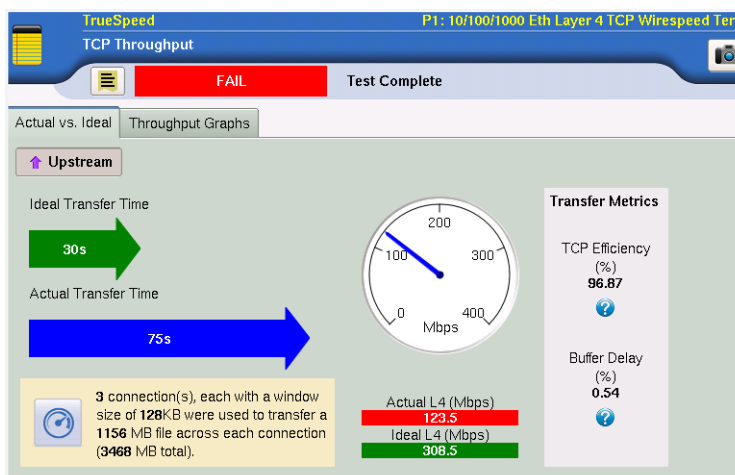 TrueSpeed
P1: 10/100/1000 Eth Layer 4 TCP Wirespeed
TCP Throughput
FAIL
Test Complete
Actual vs. Ideal
Throughput Graphs
Upstream
Ideal Transfer Time
30s
Actual Transfer Time
75s
3 connection(s), each with a window
size of 128KB were used to transfer a
1156 MB file across each connection
(3468 MB total).
200
100
300
0
400
Mbps
Actual L4 (Mbps)
123.5
Ideal L4 (Mbps)
308.5
Transfer Metrics
TCP Efficiency
(%)
96.87
?
Buffer Delay
(%)
0.54
?